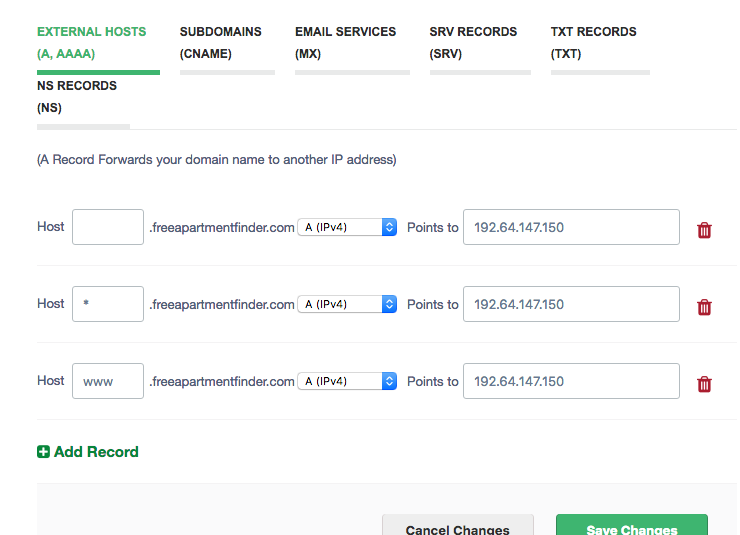 EXTERNAL HOSTS SUBDOMAINS EMAIL SERVICES SRV RECORDS TXT RECORDS
(A, AAAA) (CNAME) (MX) (SRV) (TXT)
NS RECORDS
(NS)
(A Record Forwards your domain name to another IP address)
Host .freeapartmentfinder.com A (IPv4) Points to 192.64.147.150
Host * .freeapartmentfinder.com A (IPv4) Points to 192.64.147.150
Host www .freeapartmentfinder.com A (IPv4) Points to 192.64.147.150
Add Record
Cancel Changes Save Changes